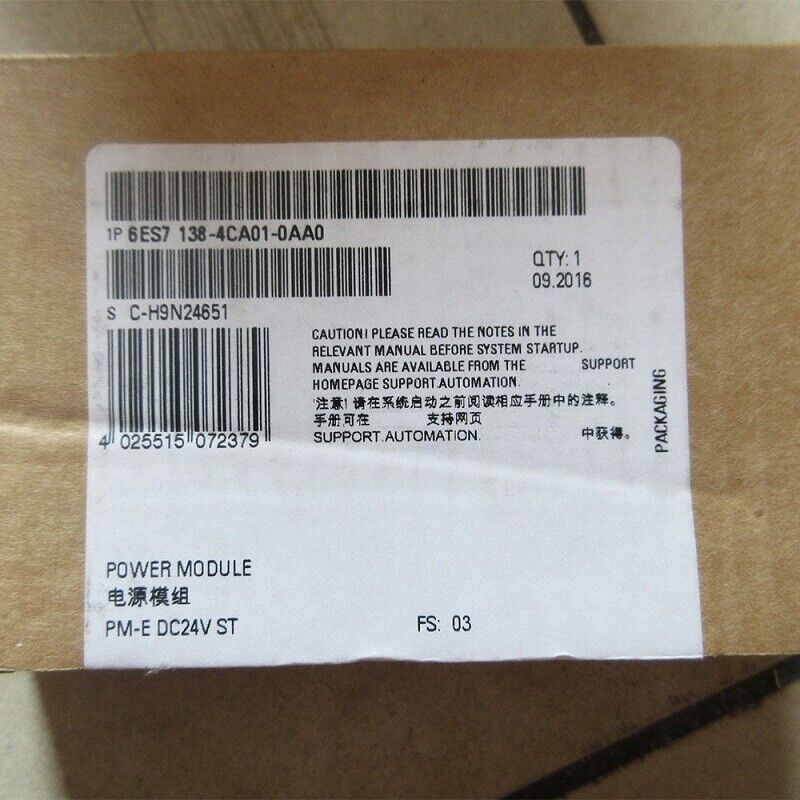 1P 6ES7 138-4CA01-0AA0
QTY: 1
09.2016
S C-H9N24651
CAUTION! PLEASE READ THE NOTES IN THE
RELEVANT MANUAL BEFORE SYSTEM STARTUP.
MANUALS ARE AVAILABLE FROM THE SUPPORT
HOMEPAGE SUPPORT.AUTOMATION.
注意! 请在系统启动之前阅读相应手册中的注释。
手册可在 支持网页
SUPPORT.AUTOMATION. 中获得。
PACKAGING
4 025515 072379
POWER MODULE
电源模组
PM-E DC24V ST
FS: 03